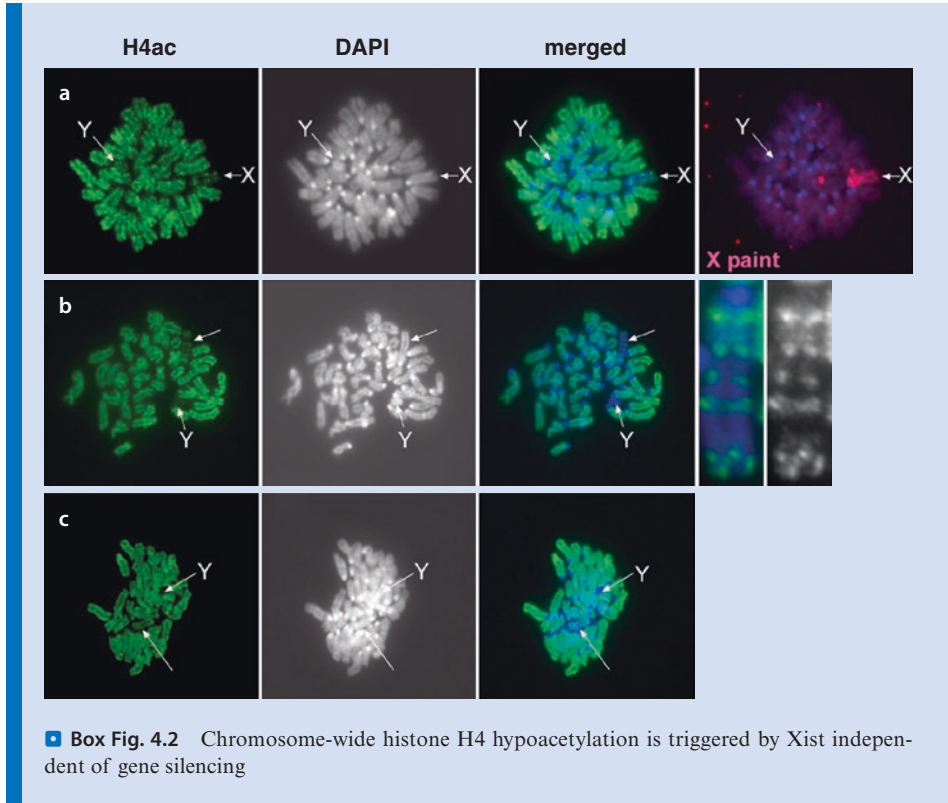 H4ac DAPI merged
a
Y Y Y Y
X X X X
X paint
b
Y Y Y
c
Y Y Y
Box Fig. 4.2 Chromosome-wide histone H4 hypoacetylation is triggered by Xist indepen-
dent of gene silencing